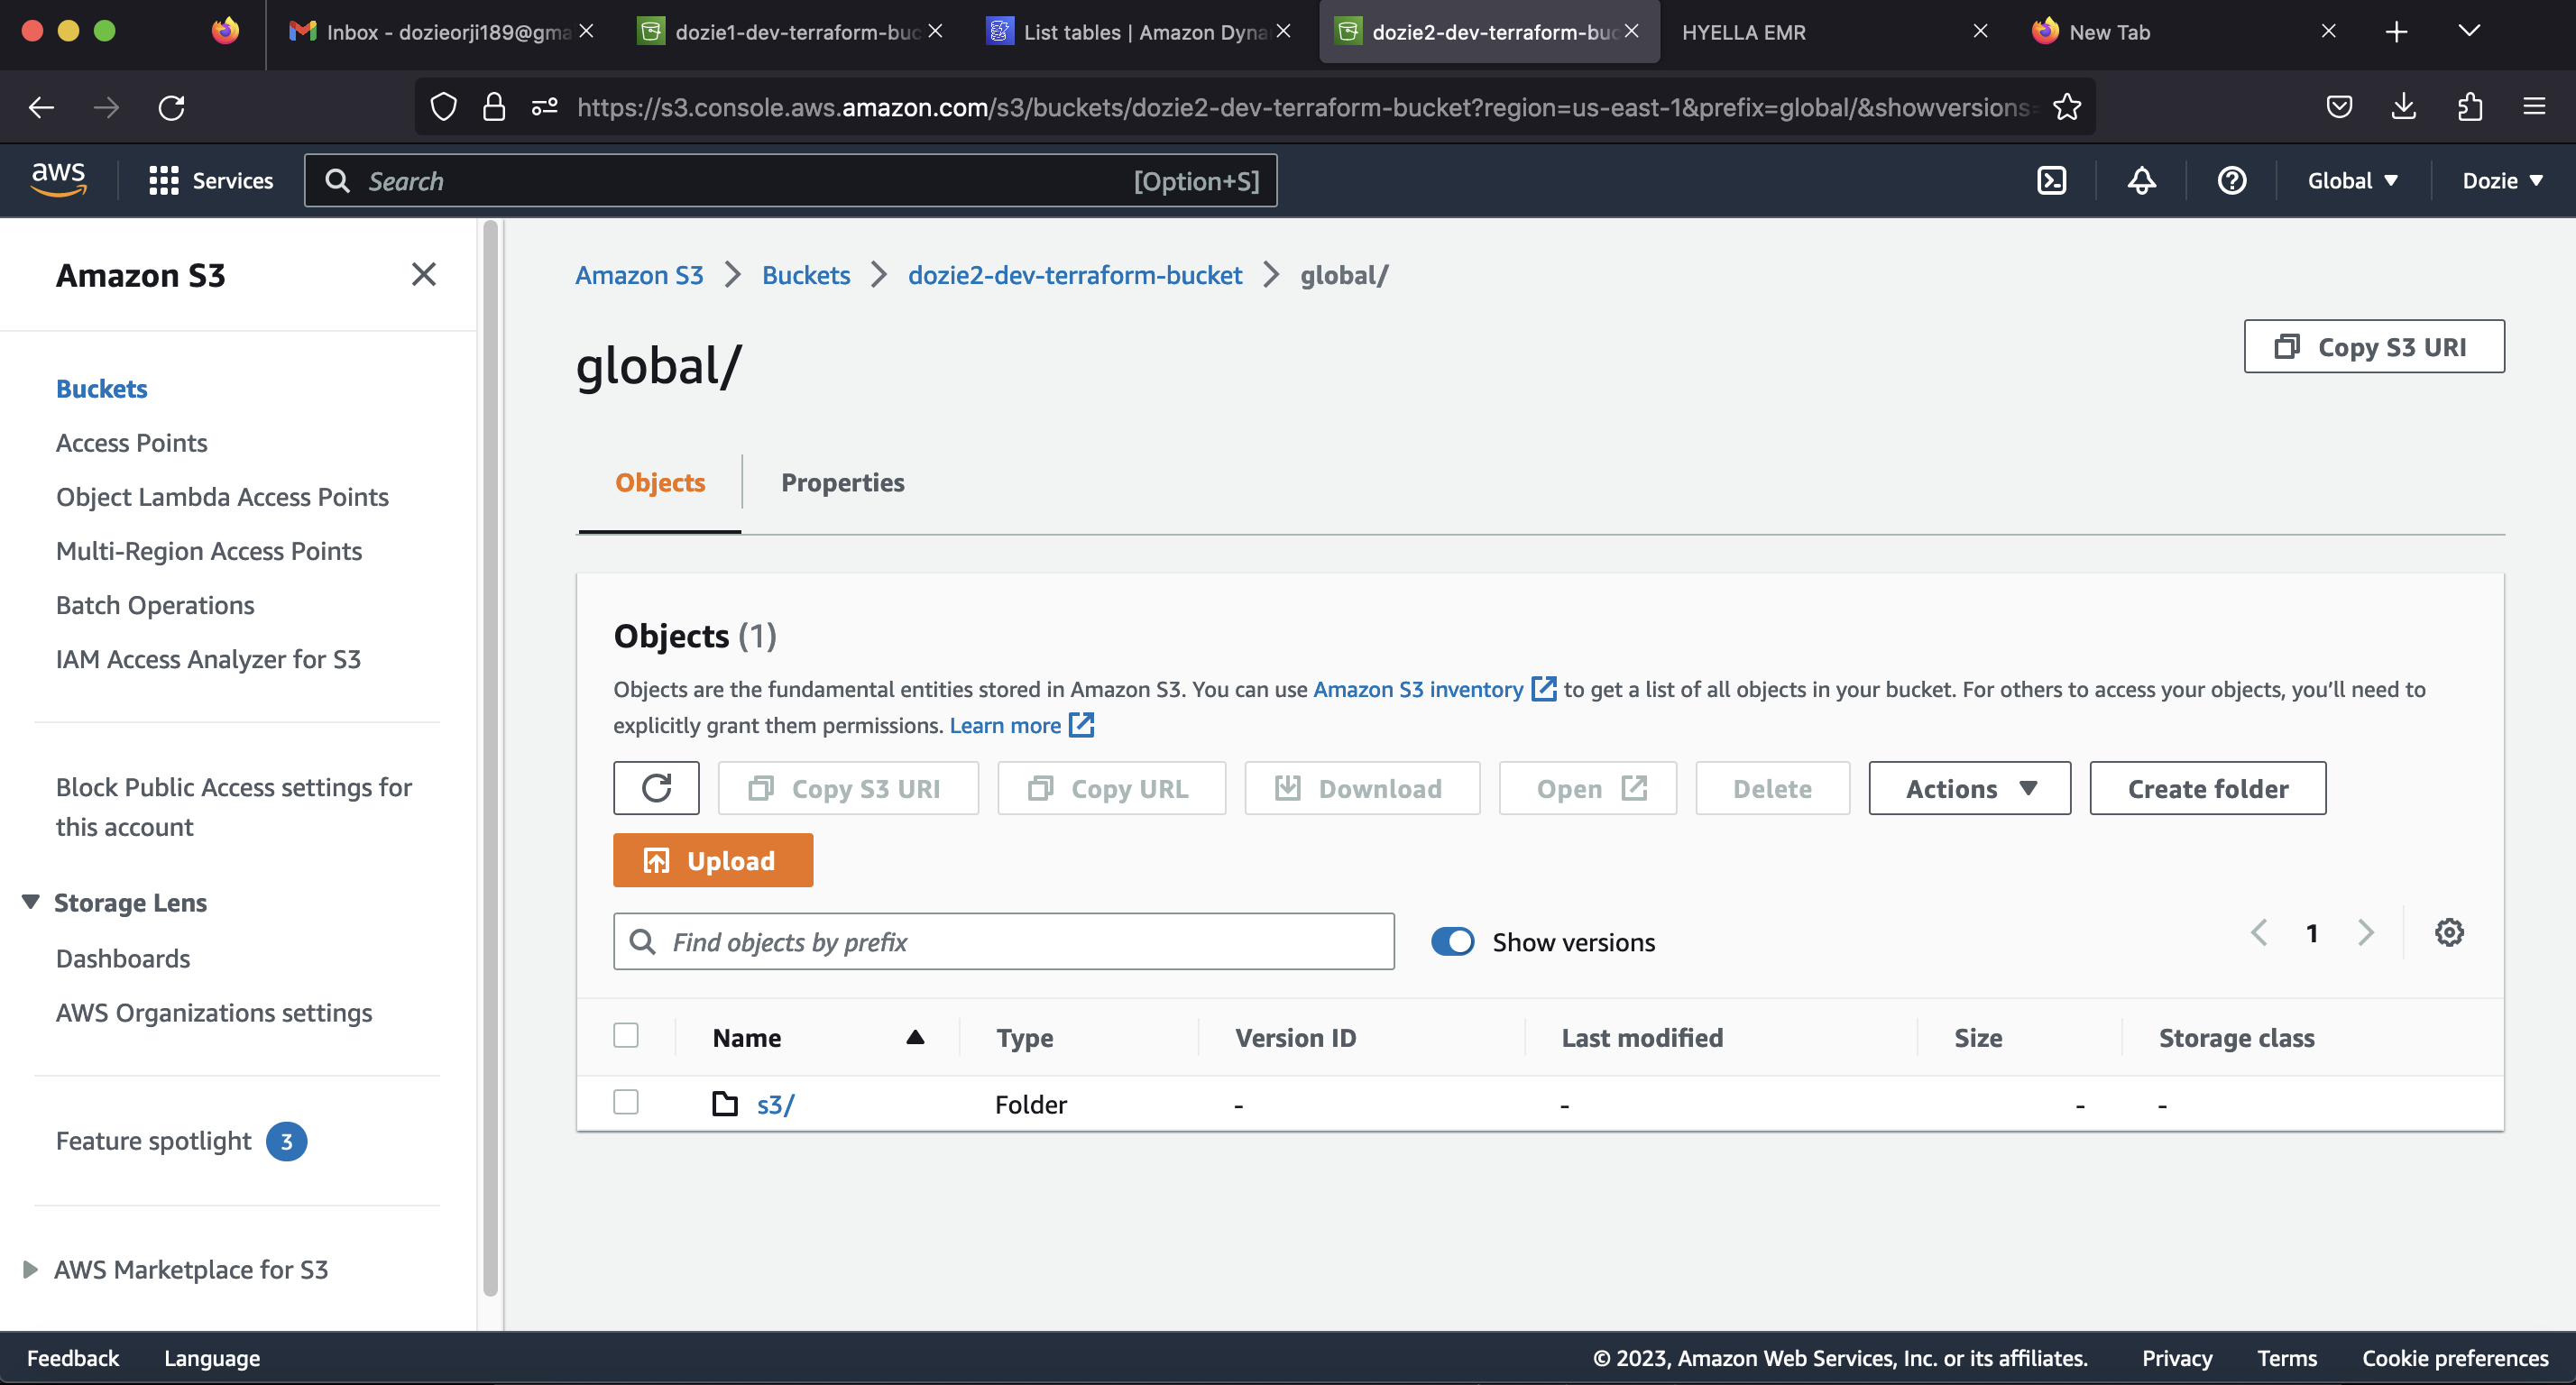 Inbox - dozieorji189@gma
dozie1-dev-terraform-buc
List tables | Amazon Dyna
dozie2-dev-terraform-buc
HYELLA EMR
New Tab
https://s3.console.aws.amazon.com/s3/buckets/dozie2-dev-terraform-bucket?region=us-east-1&prefix=global/&showversions=
aws
Services
Search
[Option+S]
Global
Dozie
Amazon S3
Buckets
Access Points
Object Lambda Access Points
Multi-Region Access Points
Batch Operations
IAM Access Analyzer for S3
Block Public Access settings for
this account
Storage Lens
Dashboards
AWS Organizations settings
Feature spotlight 3
AWS Marketplace for S3
Amazon S3 > Buckets > dozie2-dev-terraform-bucket > global/
global/
Copy S3 URI
Objects
Properties
Objects (1)
Objects are the fundamental entities stored in Amazon S3. You can use Amazon S3 inventory to get a list of all objects in your bucket. For others to access your objects, you’ll need to
explicitly grant them permissions. Learn more
Copy S3 URI
Copy URL
Download
Open
Delete
Actions
Create folder
Upload
Find objects by prefix
Show versions
1
Name
Type
Version ID
Last modified
Size
Storage class
s3/
Folder
-
-
-
-
Feedback
Language
© 2023, Amazon Web Services, Inc. or its affiliates.
Privacy
Terms
Cookie preferences